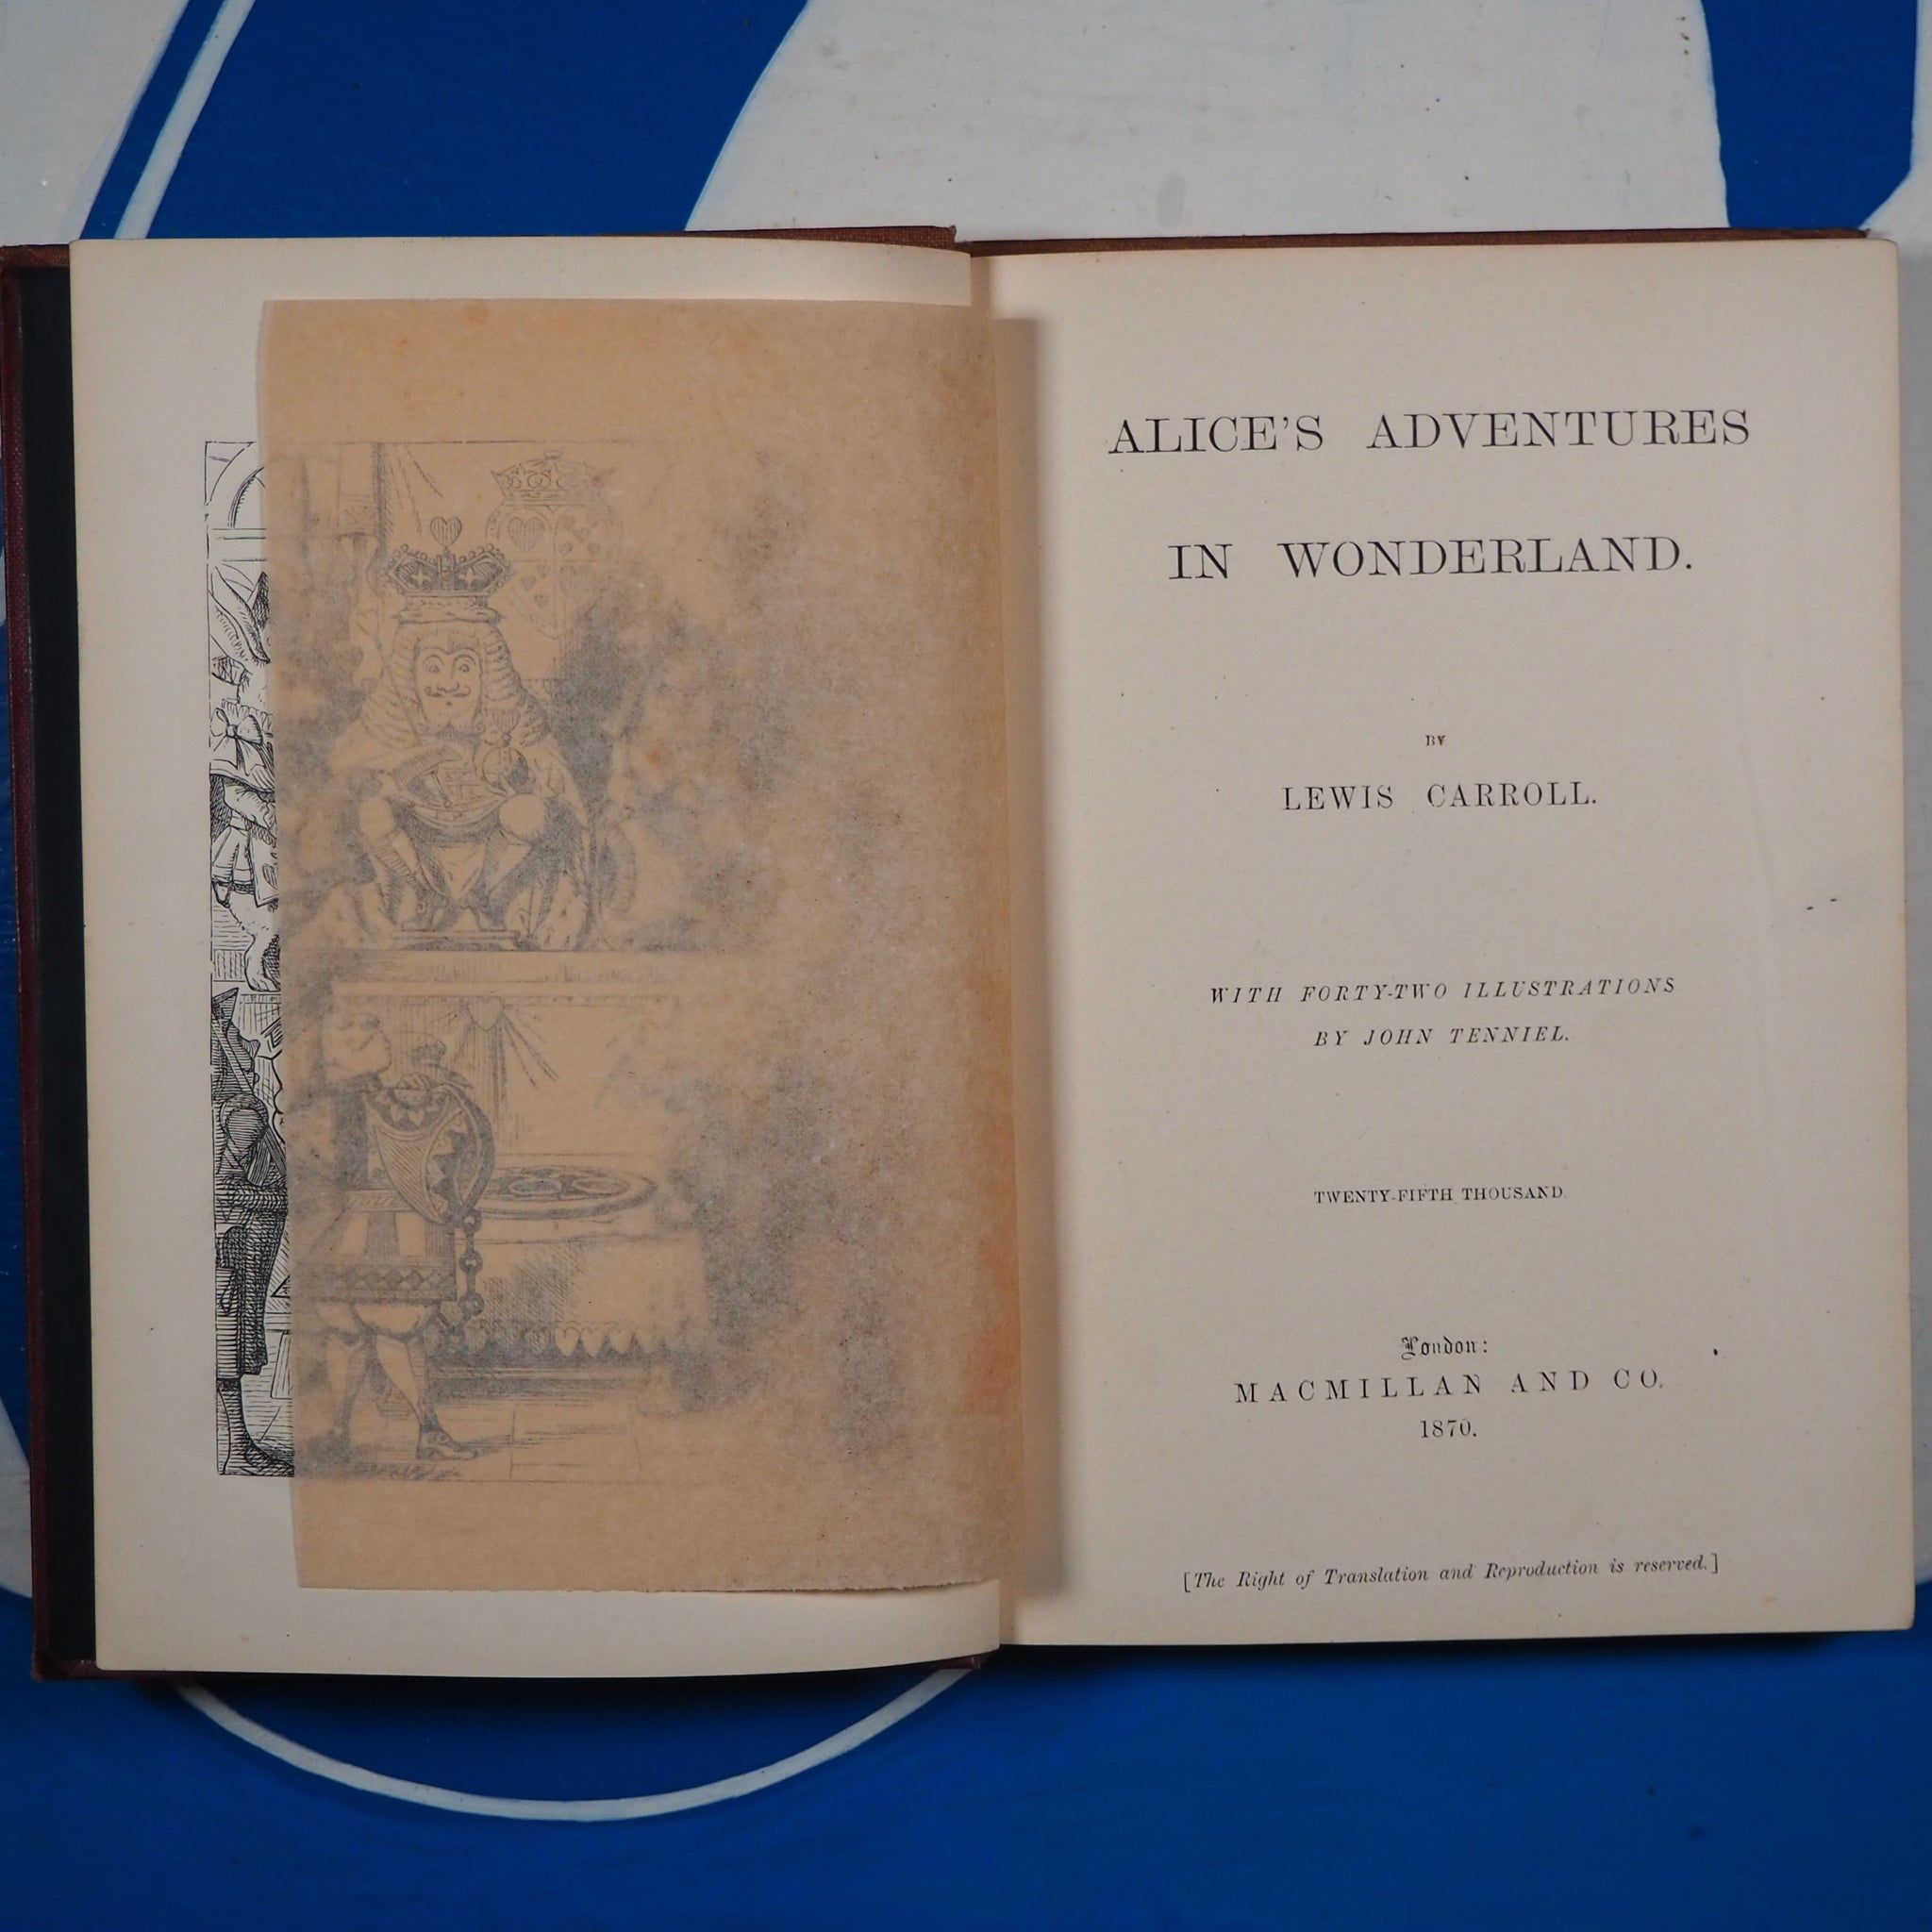 ALICE'S ADVENTURES
IN WONDERLAND.
BY
LEWIS CARROLL.
WITH FORTY-TWO ILLUSTRATIONS
BY JOHN TENNIEL.
TWENTY-FIFTH THOUSAND.
London:
MACMILLAN AND CO.
1870.
[The Right of Translation and Reproduction is reserved.]